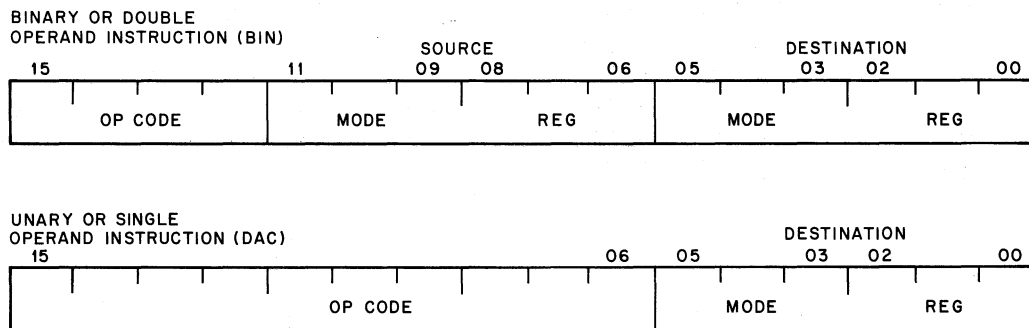 BINARY OR DOUBLE
OPERAND INSTRUCTION (BIN)
SOURCE
DESTINATION
15 11 09 08 06 05 03 02 00
OP CODE MODE REG MODE REG
UNARY OR SINGLE
OPERAND INSTRUCTION (DAC)
DESTINATION
15 06 05 03 02 00
OP CODE MODE REG